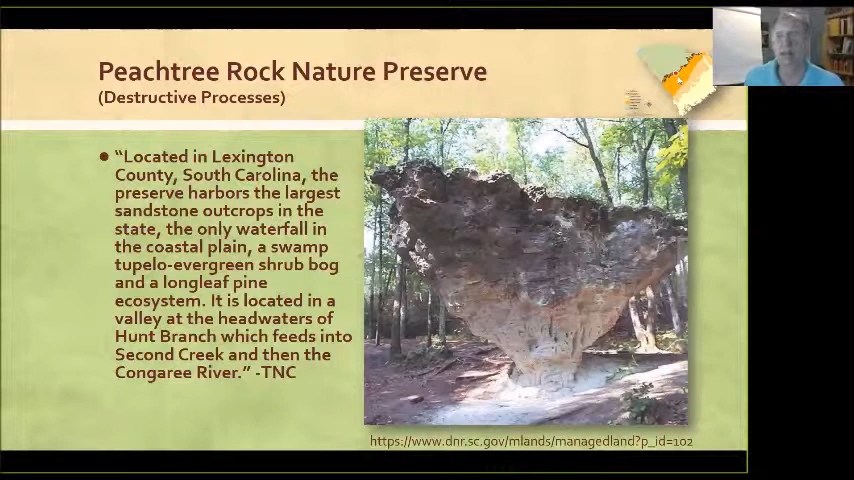 Peachtree Rock Nature Preserve
(Destructive Processes)
“Located in Lexington
County, South Carolina, the
preserve harbors the largest
sandstone outcrops in the
state, the only waterfall in
the coastal plain, a swamp
tupelo-evergreen shrub bog
and a longleaf pine
ecosystem. It is located in a
valley at the headwaters of
Hunt Branch which feeds into
Second Creek and then the
Congaree River.” -TNC
https://www.dnr.sc.gov/mlands/managedland?p_id=102